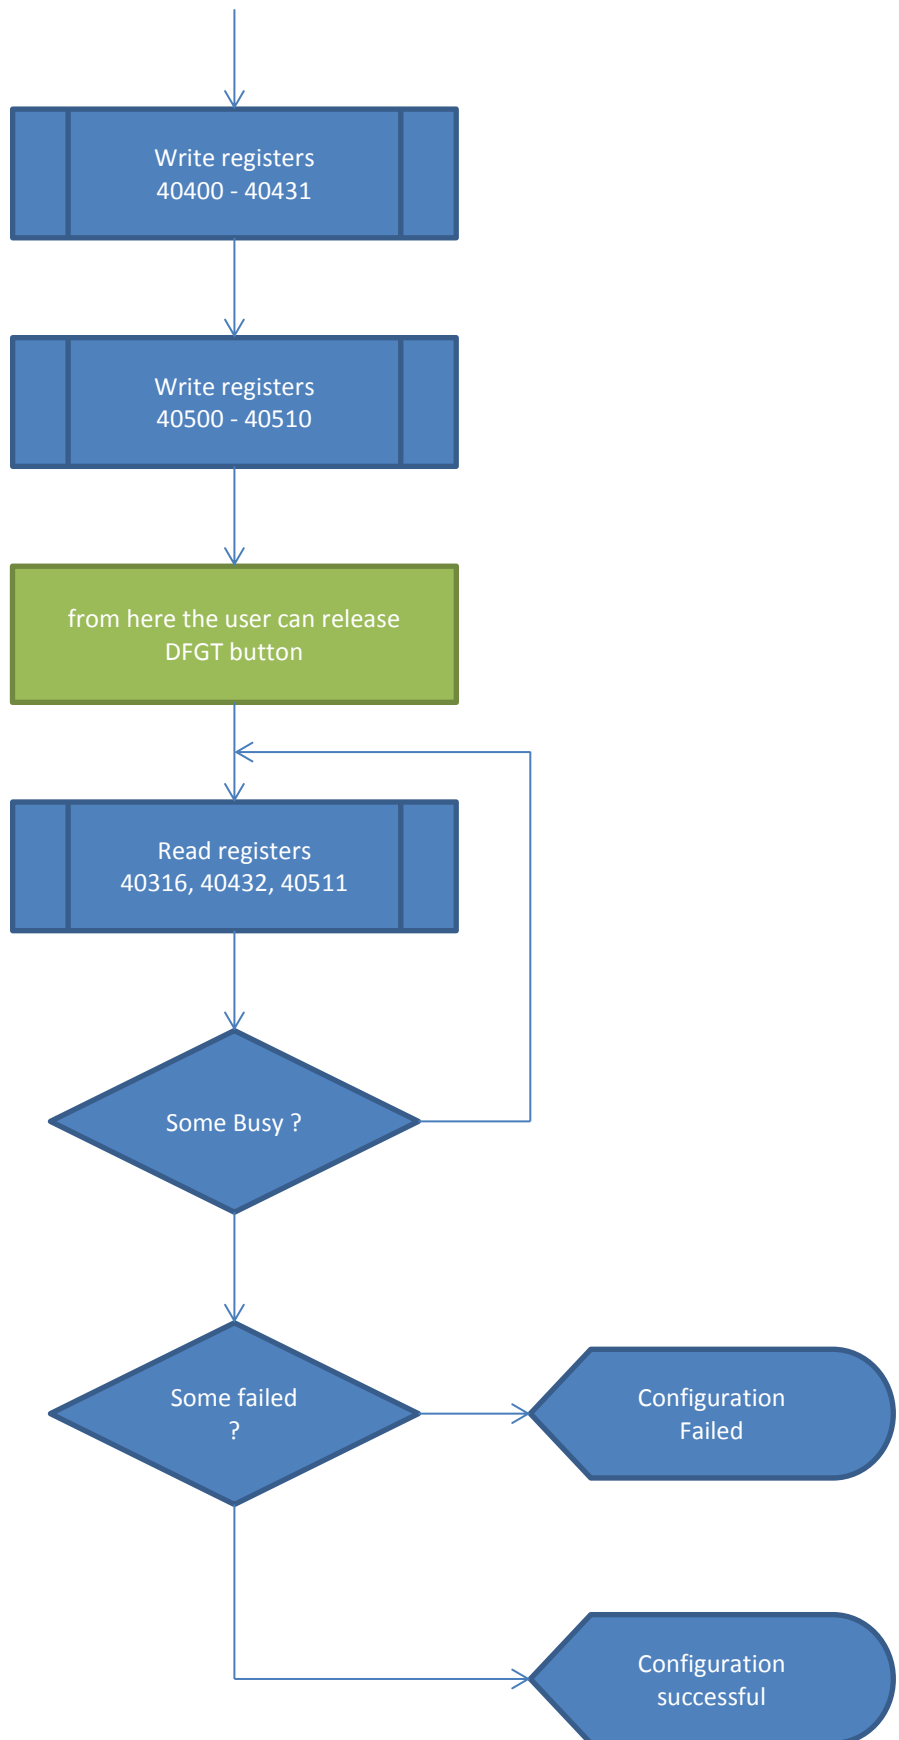 Write registers
40400 - 40431
Write registers
40500 - 40510
from here the user can release
DFGT button
Read registers
40316, 40432, 40511
Some Busy ?
Some failed
?
Configuration
Failed
Configuration
successful